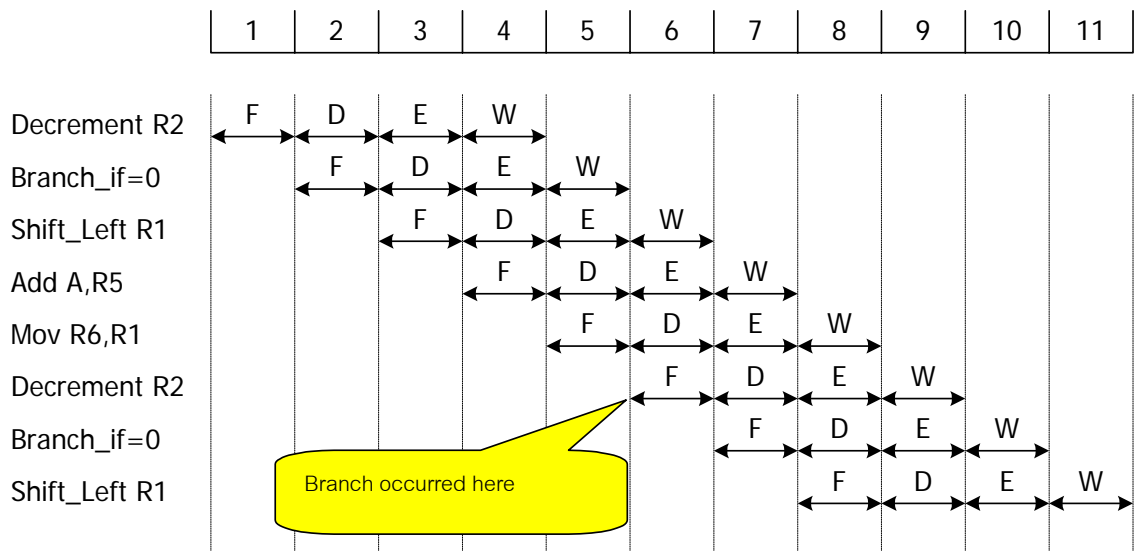 1 2 3 4 5 6 7 8 9 10 11
Decrement R2 F D E W
Branch_if=0 F D E W
Shift_Left R1 F D E W
Add A,R5 F D E W
Mov R6,R1 F D E W
Decrement R2 F D E W
Branch_if=0 F D E W
Shift_Left R1 F D E W
Branch occurred here